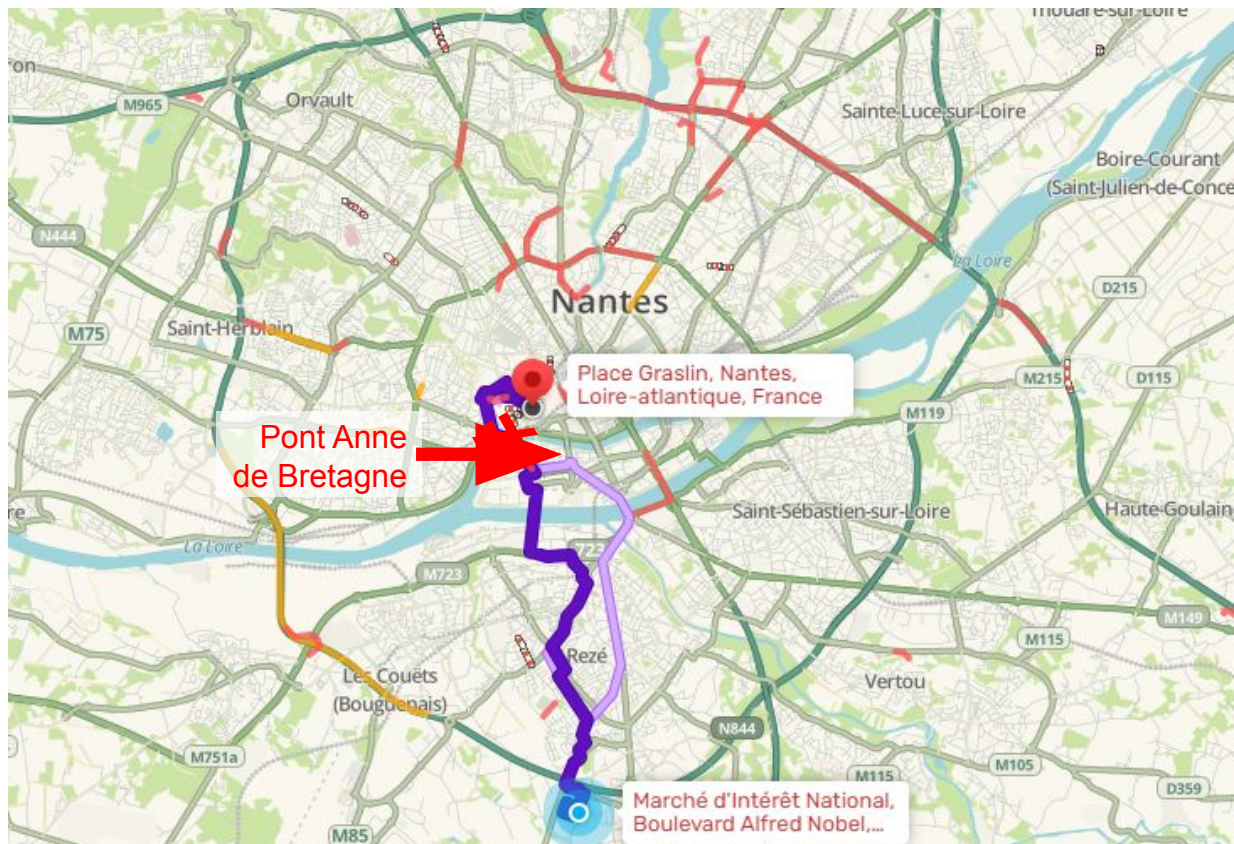 Thouaré-sur-Loire
M965
Orvault
Sainte-Luce-sur-Loire
Boire-Courant
(Saint-Julien-de-Conce
N444
La Loire
D215
Nantes
M75
Saint-Herblain
Place Graslin, Nantes,
Loire-atlantique, France
M215
D115
M119
Pont Anne
de Bretagne
Saint-Sébastien-sur-Loire
Haute-Goulain
La Loire
723
M723
M149
M115
Rezé
Les Couëts
(Bouguenais)
Vertou
N844
M751a
M115
M105
D359
Marché d'Intérêt National,
Boulevard Alfred Nobel,...
M85